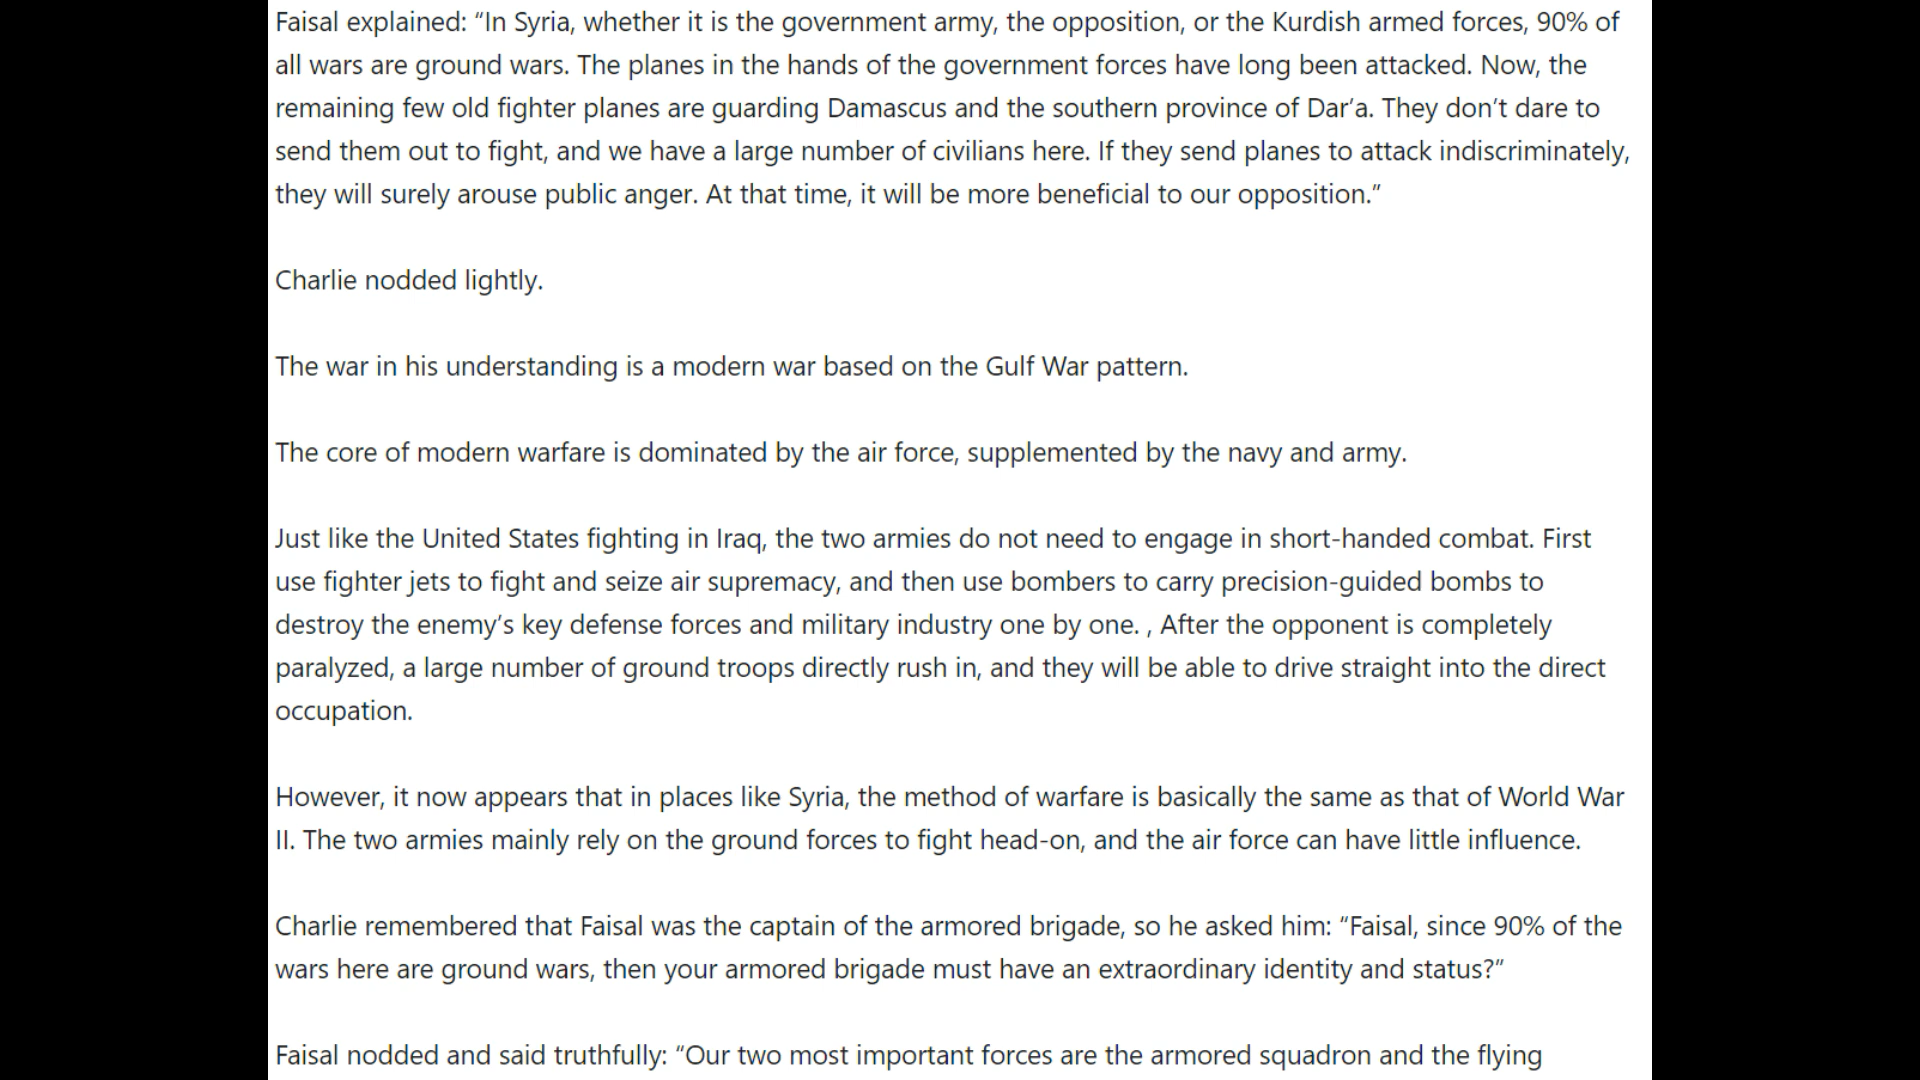 Faisal explained: “In Syria, whether it is the government army, the opposition, or the Kurdish armed forces, 90% of
all wars are ground wars. The planes in the hands of the government forces have long been attacked. Now, the
remaining few old fighter planes are guarding Damascus and the southern province of Dar’a. They don’t dare to
send them out to fight, and we have a large number of civilians here. If they send planes to attack indiscriminately,
they will surely arouse public anger. At that time, it will be more beneficial to our opposition.”
Charlie nodded lightly.
The war in his understanding is a modern war based on the Gulf War pattern.
The core of modern warfare is dominated by the air force, supplemented by the navy and army.
Just like the United States fighting in Iraq, the two armies do not need to engage in short-handed combat. First
use fighter jets to fight and seize air supremacy, and then use bombers to carry precision-guided bombs to
destroy the enemy’s key defense forces and military industry one by one. , After the opponent is completely
paralyzed, a large number of ground troops directly rush in, and they will be able to drive straight into the direct
occupation.
However, it now appears that in places like Syria, the method of warfare is basically the same as that of World War
II. The two armies mainly rely on the ground forces to fight head-on, and the air force can have little influence.
Charlie remembered that Faisal was the captain of the armored brigade, so he asked him: “Faisal, since 90% of the
wars here are ground wars, then your armored brigade must have an extraordinary identity and status?”
Faisal nodded and said truthfully: “Our two most important forces are the armored squadron and the flying